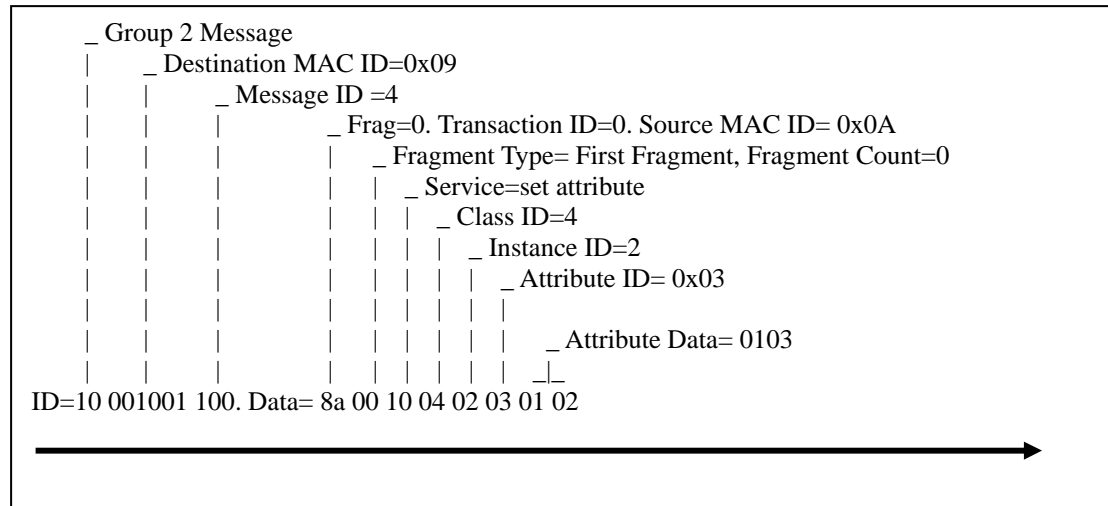 _ Group 2 Message
| _ Destination MAC ID=0x09
| | _ Message ID =4
| | | _ Frag=0. Transaction ID=0. Source MAC ID= 0x0A
| | | | _ Fragment Type= First Fragment, Fragment Count=0
| | | | | _ Service=set attribute
| | | | | | _ Class ID=4
| | | | | | | _ Instance ID=2
| | | | | | | | _ Attribute ID= 0x03
| | | | | | | | |
| | | | | | | | | _ Attribute Data= 0103
| | | | | | | | | _|_
ID=10 001001 100. Data= 8a 00 10 04 02 03 01 02